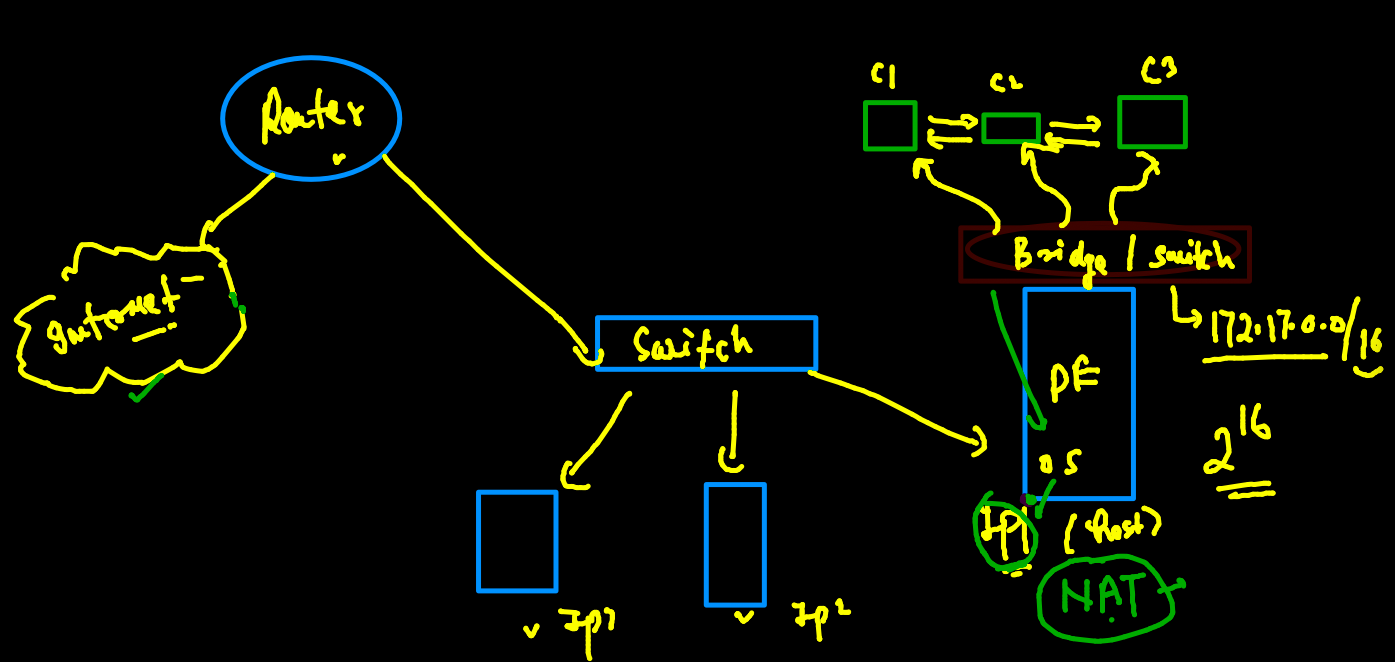 Router
Internet
Switch
Ip1
Ip2
C1
C2
C3
Bridge / Switch
172.17.0.0/16
2^16
DE
OS
Ip1
(host)
NAT